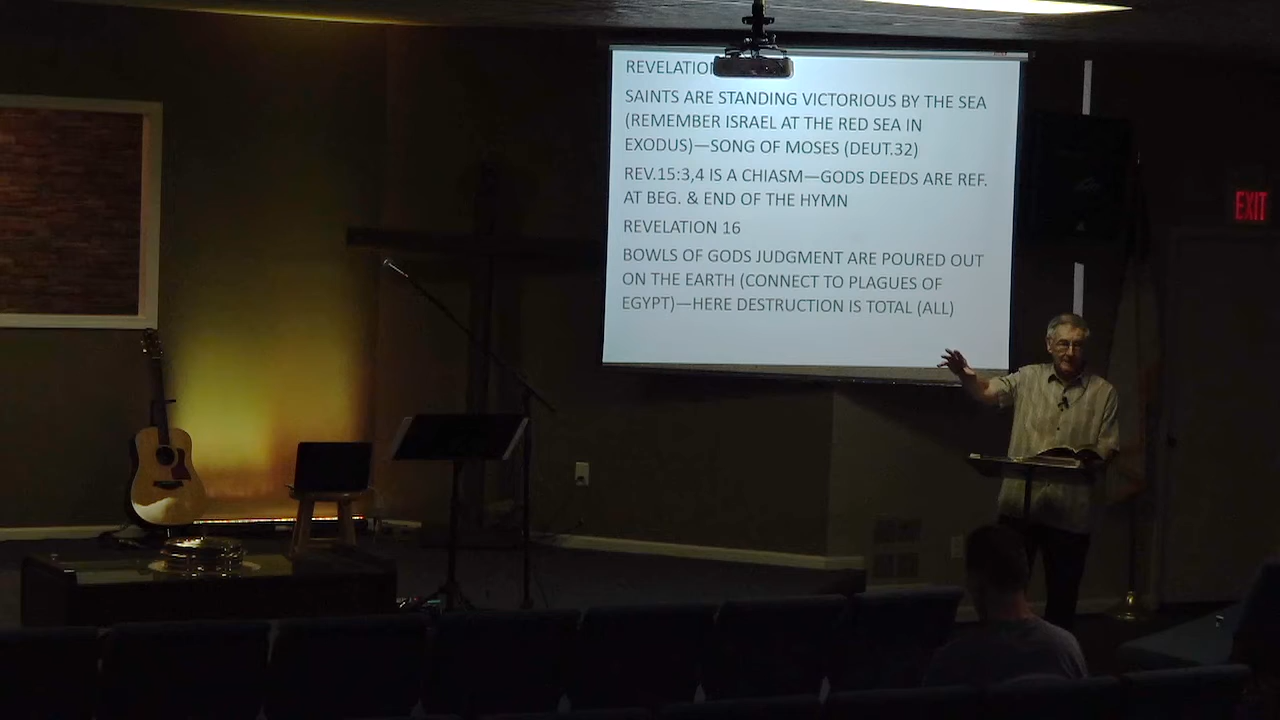 REVELATIO
SAINTS ARE STANDING VICTORIOUS BY THE SEA
(REMEMBER ISRAEL AT THE RED SEA IN
EXODUS)—SONG OF MOSES (DEUT.32)
REV.15:3,4 IS A CHIASM—GODS DEEDS ARE REF.
AT BEG. & END OF THE HYMN
REVELATION 16
BOWLS OF GODS JUDGMENT ARE POURED OUT
ON THE EARTH (CONNECT TO PLAGUES OF
EGYPT)—HERE DESTRUCTION IS TOTAL (ALL)
EXIT